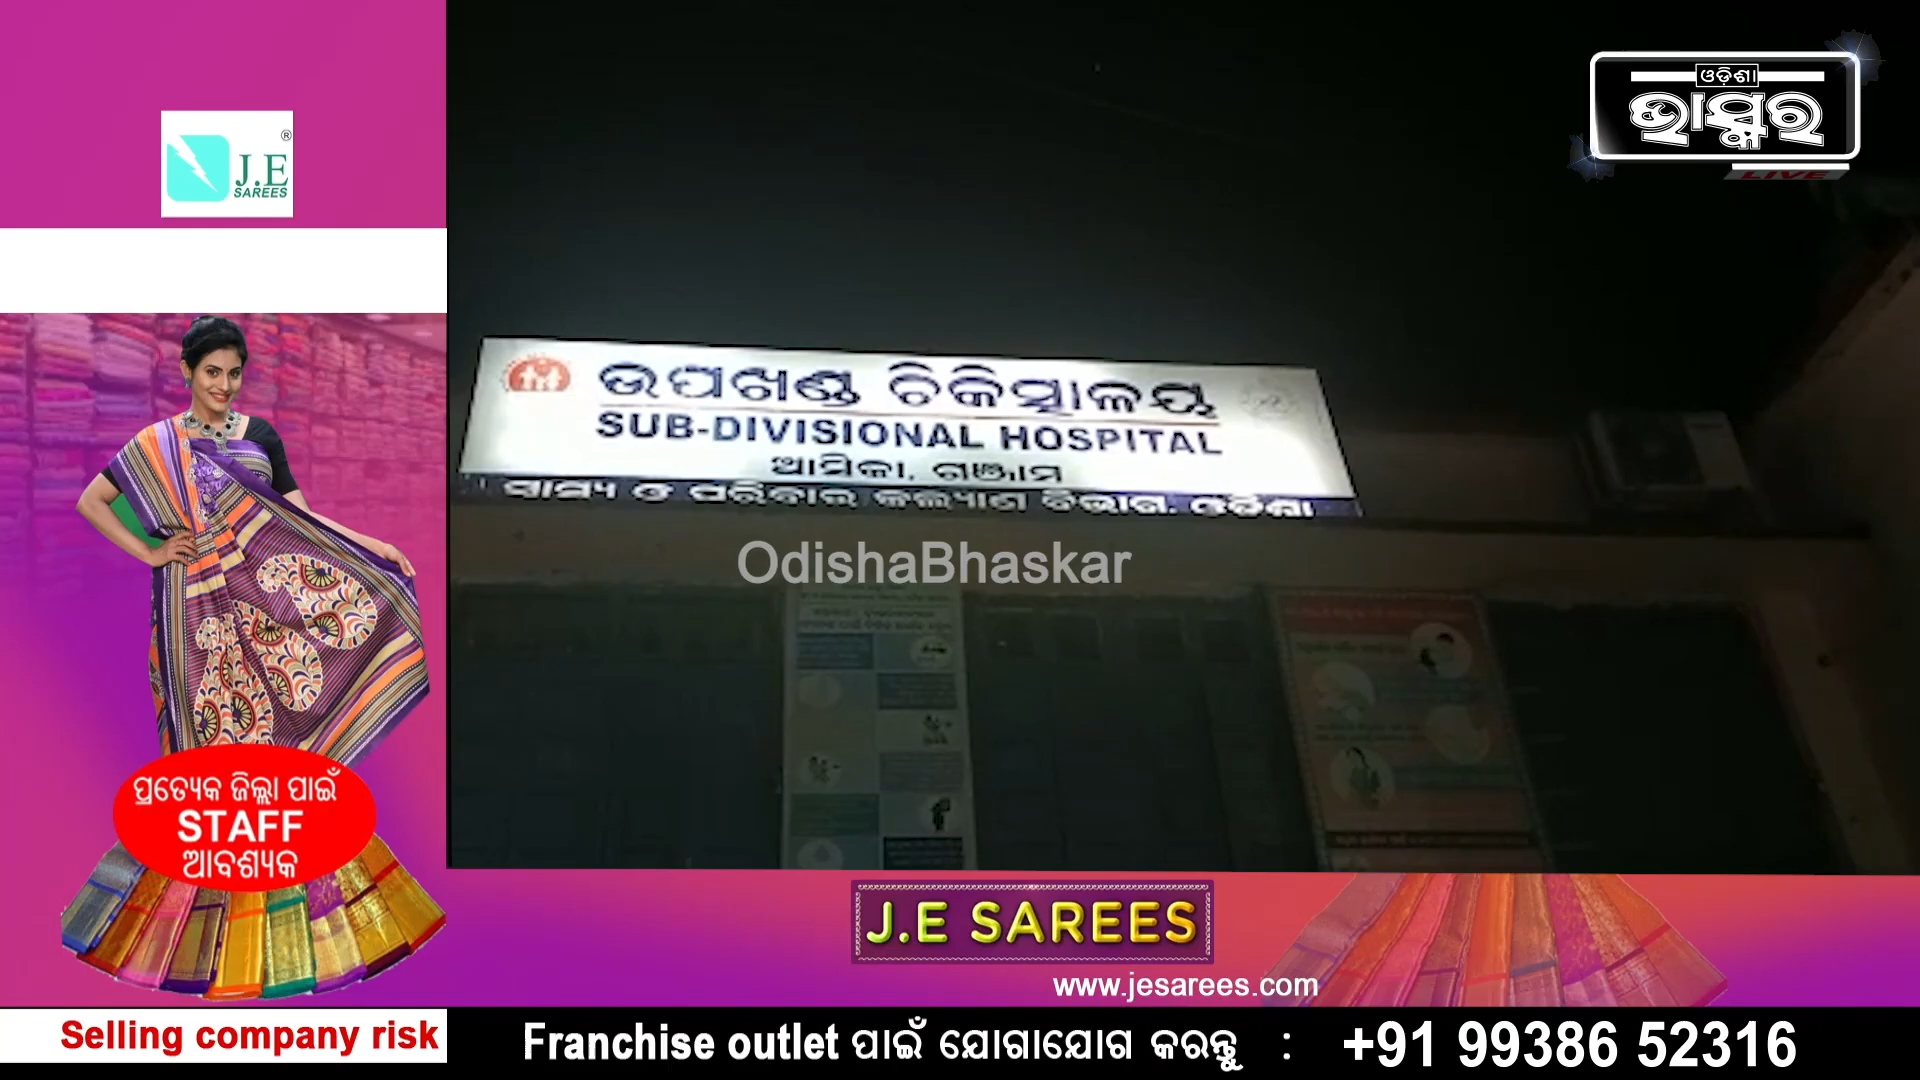 J.E
SAREES
®
ଓଡ଼ିଶା
ଭାସ୍କର
LIVE
ଉପଖଣ୍ଡ ଚିକିତ୍ସାଳୟ
SUB-DIVISIONAL HOSPITAL
ଆସିକା, ଗଞ୍ଜାମ
ସ୍ୱାସ୍ଥ୍ୟ ଓ ପରିବାର କଲ୍ୟାଣ ବିଭାଗ, ଓଡିଶା
OdishaBhaskar
ପ୍ରତ୍ୟେକ ଜିଲ୍ଲା ପାଇଁ
STAFF
ଆବଶ୍ୟକ
J.E SAREES
www.jesarees.com
Selling company risk
Franchise outlet ପାଇଁ ଯୋଗାଯୋଗ କରନ୍ତୁ : +91 99386 52316